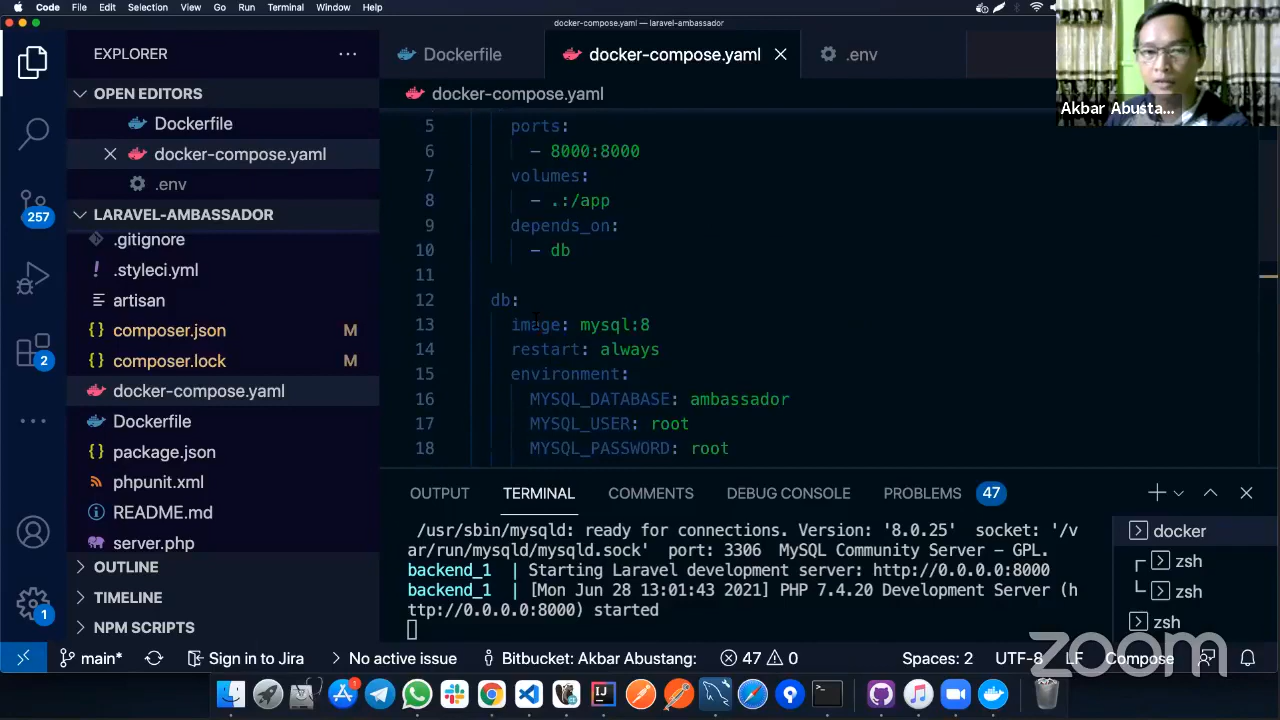 Code File Edit Selection View Go Run Terminal Window Help
docker-compose.yaml — laravel-ambassador
EXPLORER
OPEN EDITORS
Dockerfile
docker-compose.yaml
.env
LARAVEL-AMBASSADOR
.gitignore
.styleci.yml
artisan
composer.json M
composer.lock M
docker-compose.yaml
Dockerfile
package.json
phpunit.xml
README.md
server.php
OUTLINE
TIMELINE
NPM SCRIPTS
257
2
1
Dockerfile docker-compose.yaml .env
docker-compose.yaml
5 ports:
6 - 8000:8000
7 volumes:
8 - .:/app
9 depends_on:
10 - db
11
12 db:
13 image: mysql:8
14 restart: always
15 environment:
16 MYSQL_DATABASE: ambassador
17 MYSQL_USER: root
18 MYSQL_PASSWORD: root
Akbar Abusta...
OUTPUT TERMINAL COMMENTS DEBUG CONSOLE PROBLEMS 47
/usr/sbin/mysqld: ready for connections. Version: '8.0.25' socket: '/v
ar/run/mysqld/mysqld.sock' port: 3306 MySQL Community Server – GPL.
backend_1 | Starting Laravel development server: http://0.0.0.0:8000
backend_1 | [Mon Jun 28 13:01:43 2021] PHP 7.4.20 Development Server (h
ttp://0.0.0.0:8000) started
docker
zsh
zsh
zsh
main* Sign in to Jira No active issue Bitbucket: Akbar Abustang: 47 0 Spaces: 2 UTF-8 LF Compose
zoom
1